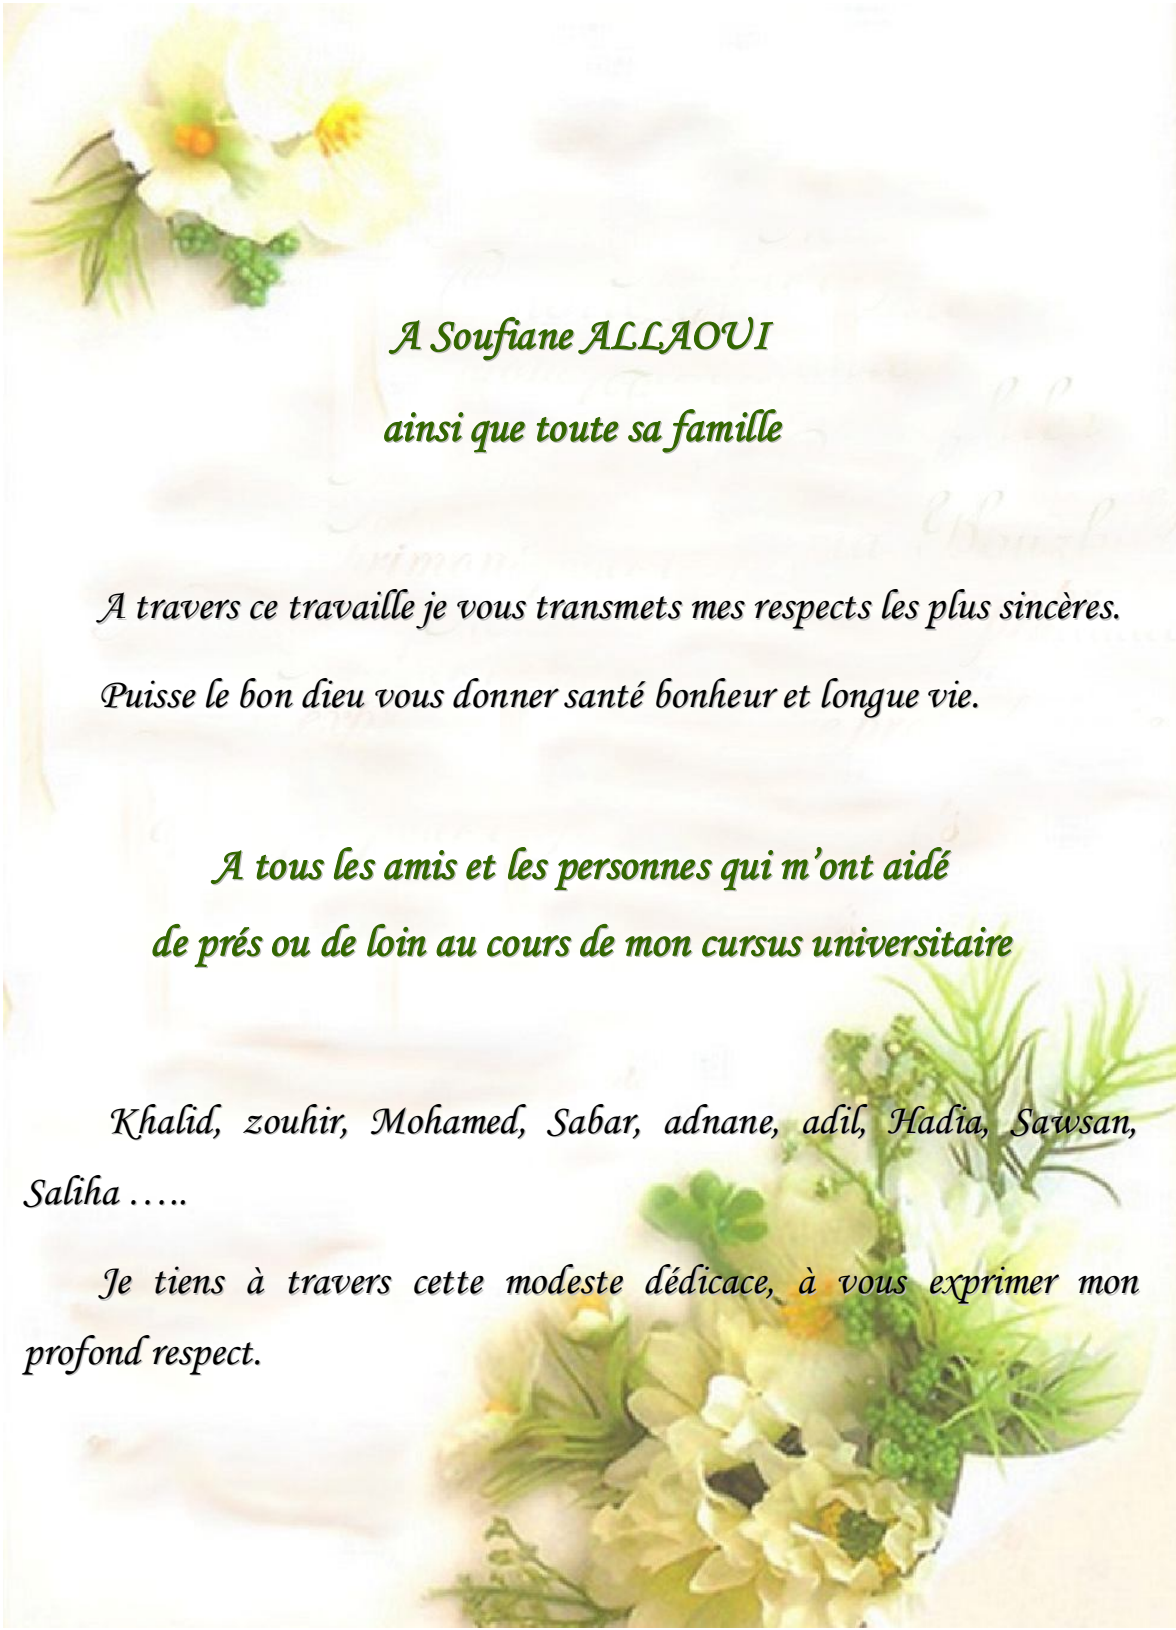 A Soufiane ALLAOUI
ainsi que toute sa famille
A travers ce travaille je vous transmets mes respects les plus sincères.
Puisse le bon dieu vous donner santé bonheur et longue vie.
A tous les amis et les personnes qui m’ont aidé
de prés ou de loin au cours de mon cursus universitaire
Khalid, zouhir, Mohamed, Sabar, adnane, adil, Hadia, Sawsan,
Saliha …..
Je tiens à travers cette modeste dédicace, à vous exprimer mon
profond respect.